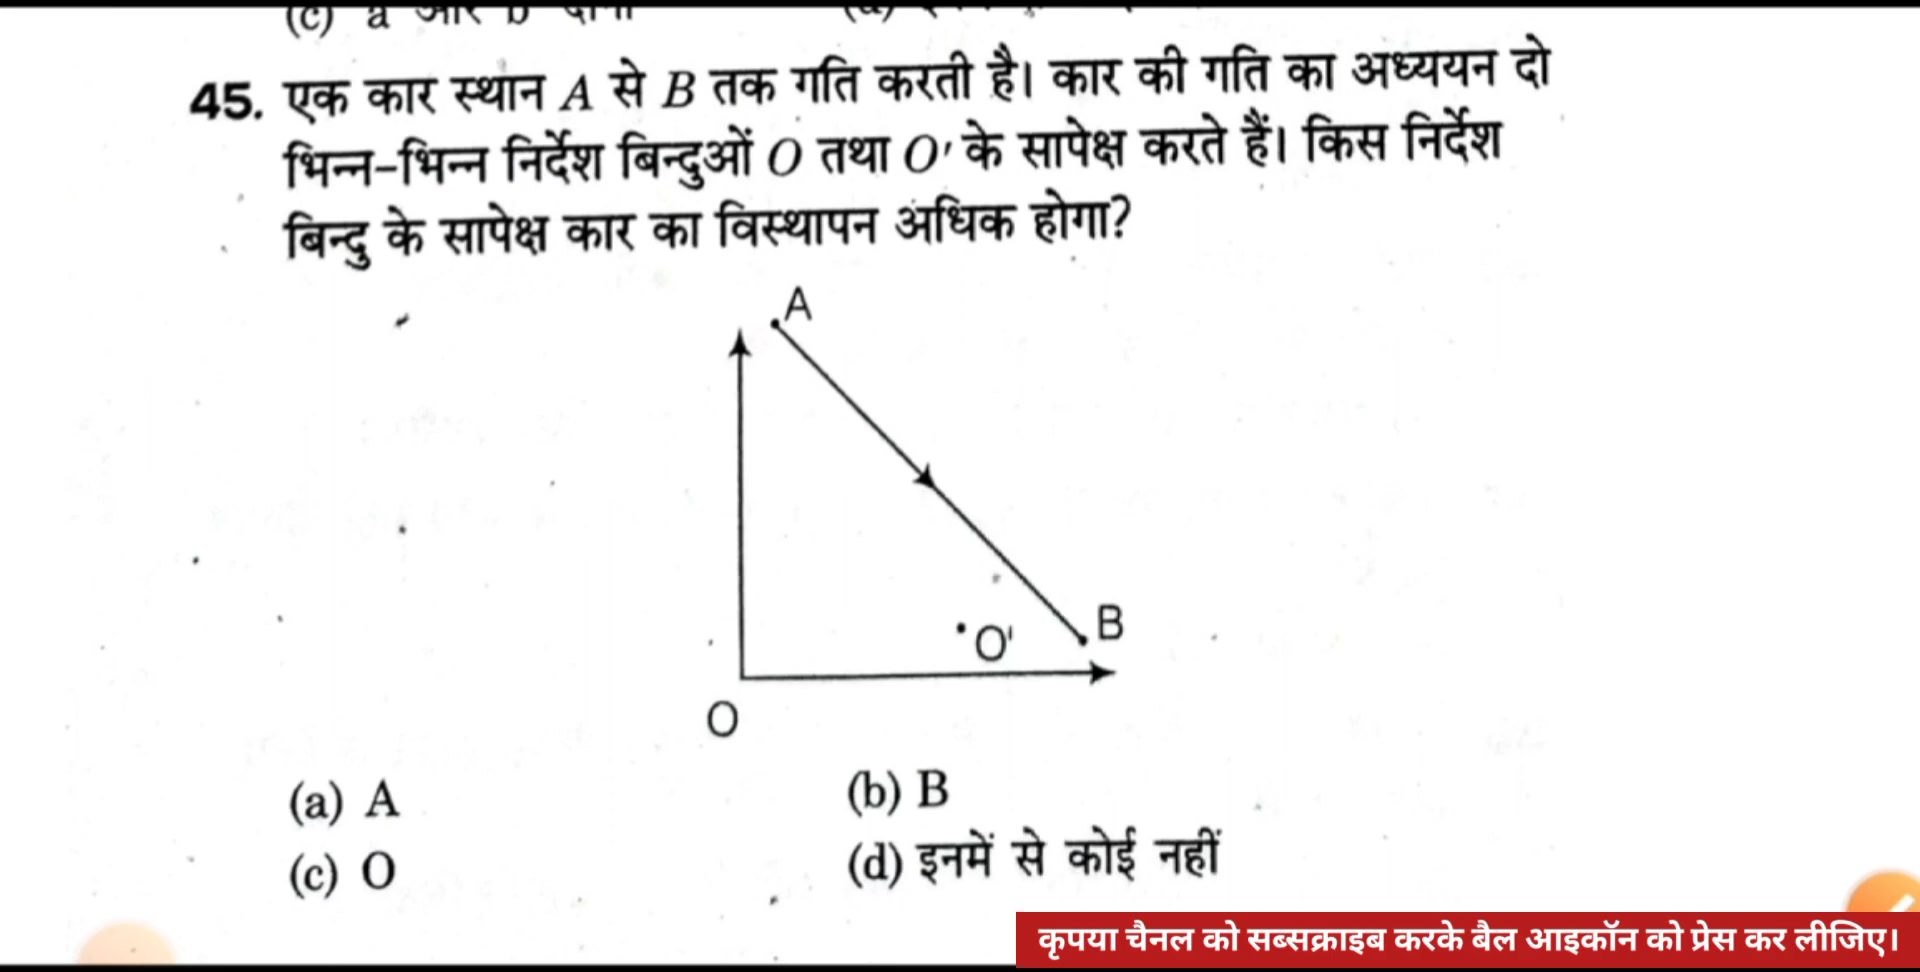 (c) a और b दोनों
45. एक कार स्थान A से B तक गति करती है। कार की गति का अध्ययन दो
भिन्न-भिन्न निर्देश बिन्दुओं O तथा O' के सापेक्ष करते हैं। किस निर्देश
बिन्दु के सापेक्ष कार का विस्थापन अधिक होगा?
A
B
O'
O
(a) A (b) B
(c) O (d) इनमें से कोई नहीं
कृपया चैनल को सब्सक्राइब करके बैल आइकॉन को प्रेस कर लीजिए।